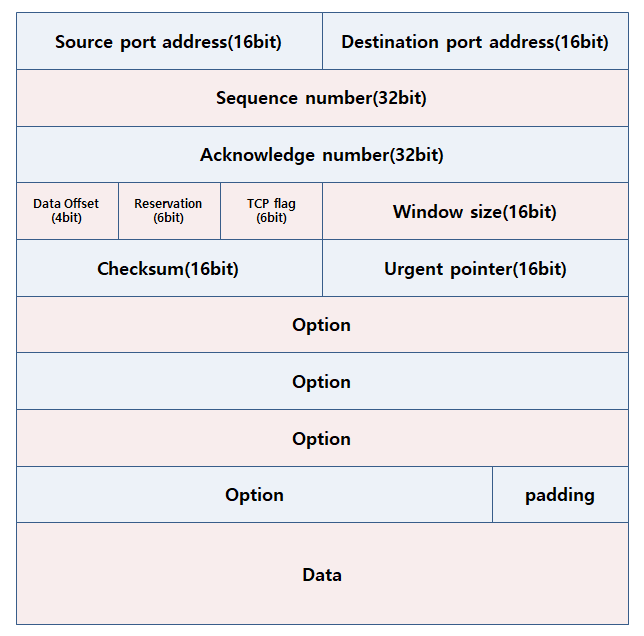 Source port address(16bit)
Destination port address(16bit)
Sequence number(32bit)
Acknowledge number(32bit)
Data Offset
(4bit)
Reservation
(6bit)
TCP flag
(6bit)
Window size(16bit)
Checksum(16bit)
Urgent pointer(16bit)
Option
Option
Option
Option
padding
Data